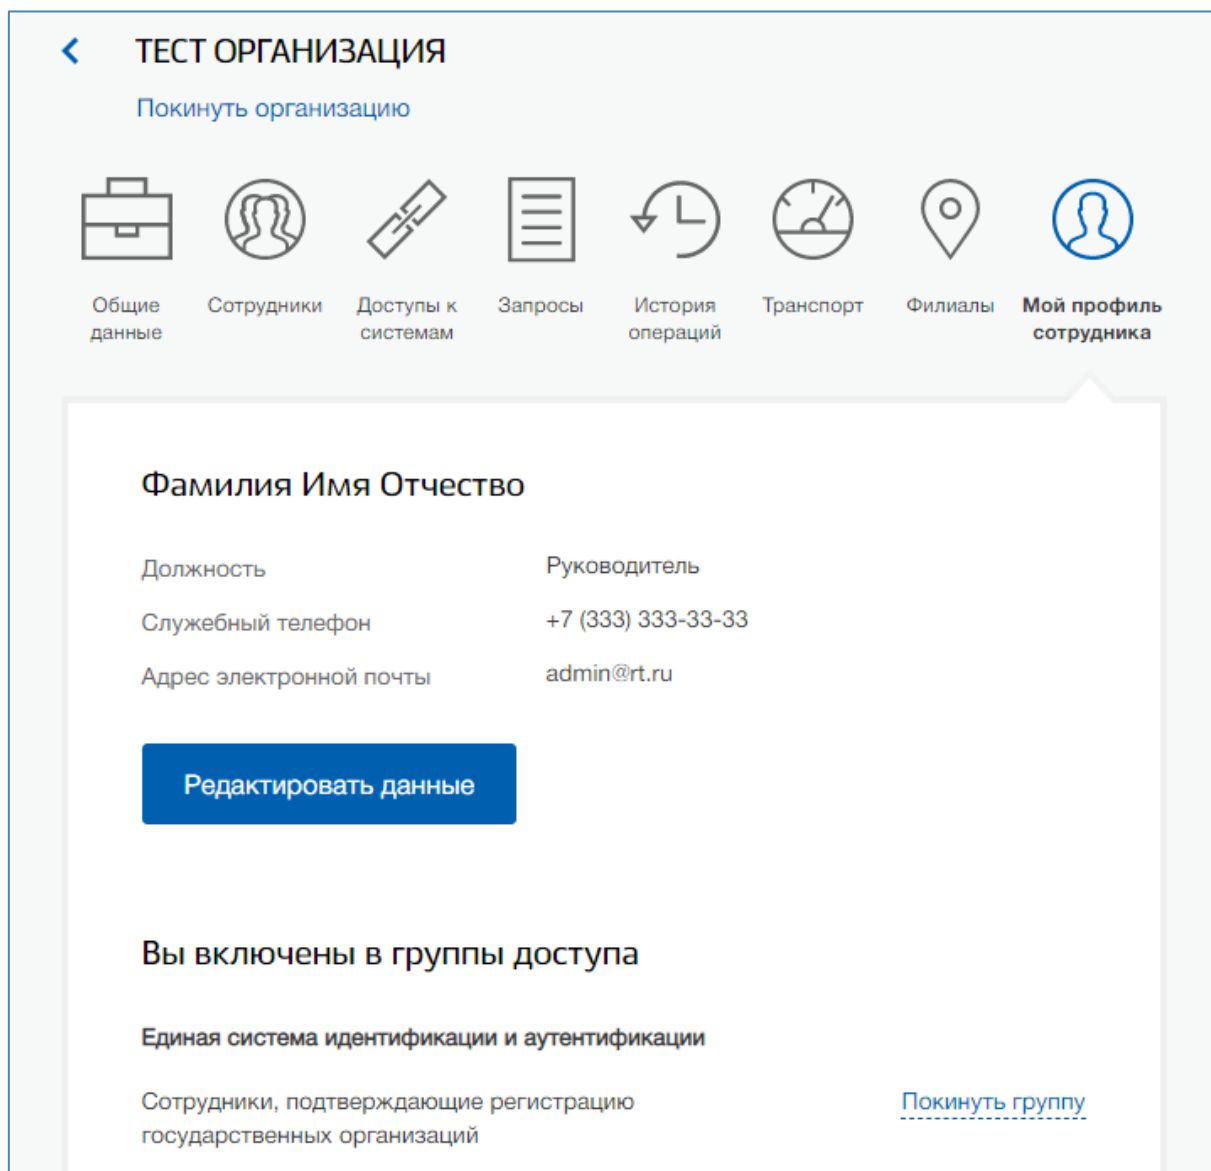 ТЕСТ ОРГАНИЗАЦИЯ
Покинуть организацию
Общие данные
Сотрудники
Доступы к системам
Запросы
История операций
Транспорт
Филиалы
Мой профиль сотрудника
Фамилия Имя Отчество
Должность Руководитель
Служебный телефон +7 (333) 333-33-33
Адрес электронной почты admin@rt.ru
Редактировать данные
Вы включены в группы доступа
Единая система идентификации и аутентификации
Сотрудники, подтверждающие регистрацию Покинуть группу
государственных организаций